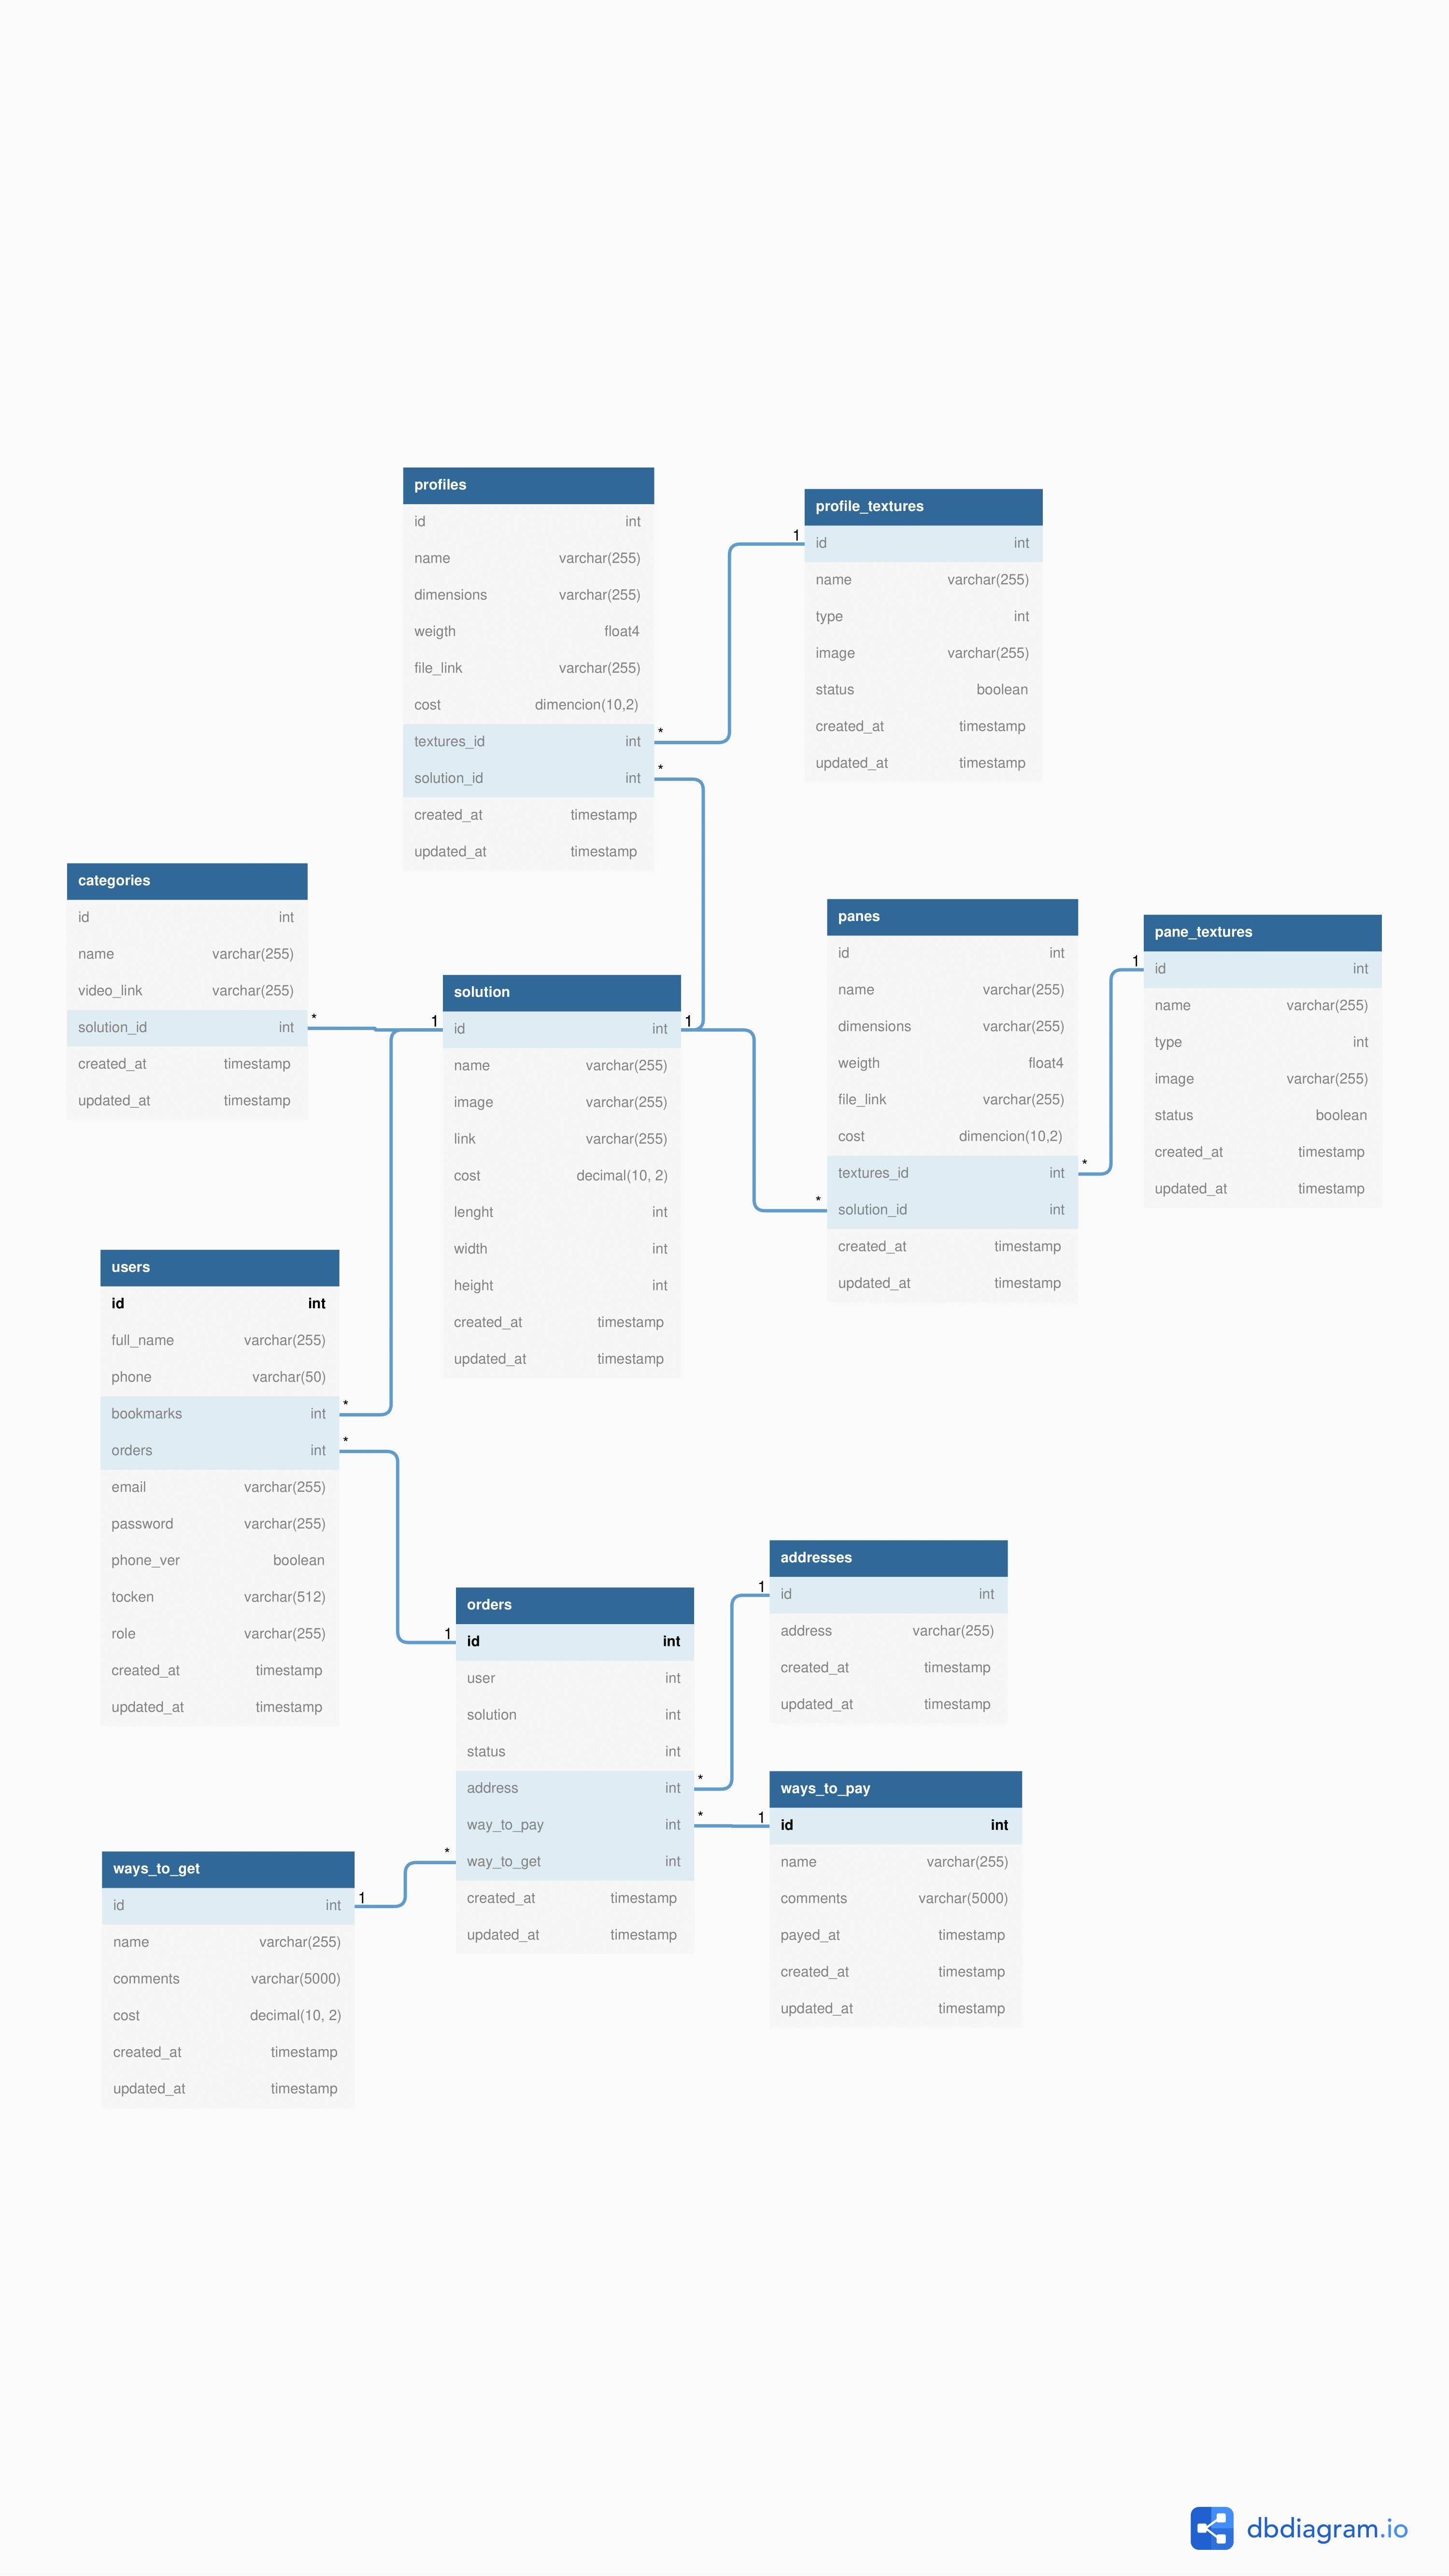 profiles
id int
name varchar(255)
dimensions varchar(255)
weigth float4
file_link varchar(255)
cost dimencion(10,2)
textures_id int *
solution_id int *
created_at timestamp
updated_at timestamp
profile_textures
1 id int
name varchar(255)
type int
image varchar(255)
status boolean
created_at timestamp
updated_at timestamp
categories
id int
name varchar(255)
video_link varchar(255)
solution_id int *
created_at timestamp
updated_at timestamp
solution
1 id int 1
name varchar(255)
image varchar(255)
link varchar(255)
cost decimal(10, 2)
lenght int
width int
height int
created_at timestamp
updated_at timestamp
panes
id int
name varchar(255)
dimensions varchar(255)
weigth float4
file_link varchar(255)
cost dimencion(10,2)
textures_id int *
* solution_id int
created_at timestamp
updated_at timestamp
pane_textures
1 id int
name varchar(255)
type int
image varchar(255)
status boolean
created_at timestamp
updated_at timestamp
users
id int
full_name varchar(255)
phone varchar(50)
bookmarks int *
orders int *
email varchar(255)
password varchar(255)
phone_ver boolean
tocken varchar(512)
role varchar(255)
created_at timestamp
updated_at timestamp
orders
1 id int
user int
solution int
status int
address int *
way_to_pay int *
* way_to_get int
created_at timestamp
updated_at timestamp
addresses
1 id int
address varchar(255)
created_at timestamp
updated_at timestamp
ways_to_pay
1 id int
name varchar(255)
comments varchar(5000)
payed_at timestamp
created_at timestamp
updated_at timestamp
ways_to_get
id int 1
name varchar(255)
comments varchar(5000)
cost decimal(10, 2)
created_at timestamp
updated_at timestamp
dbdiagram.io